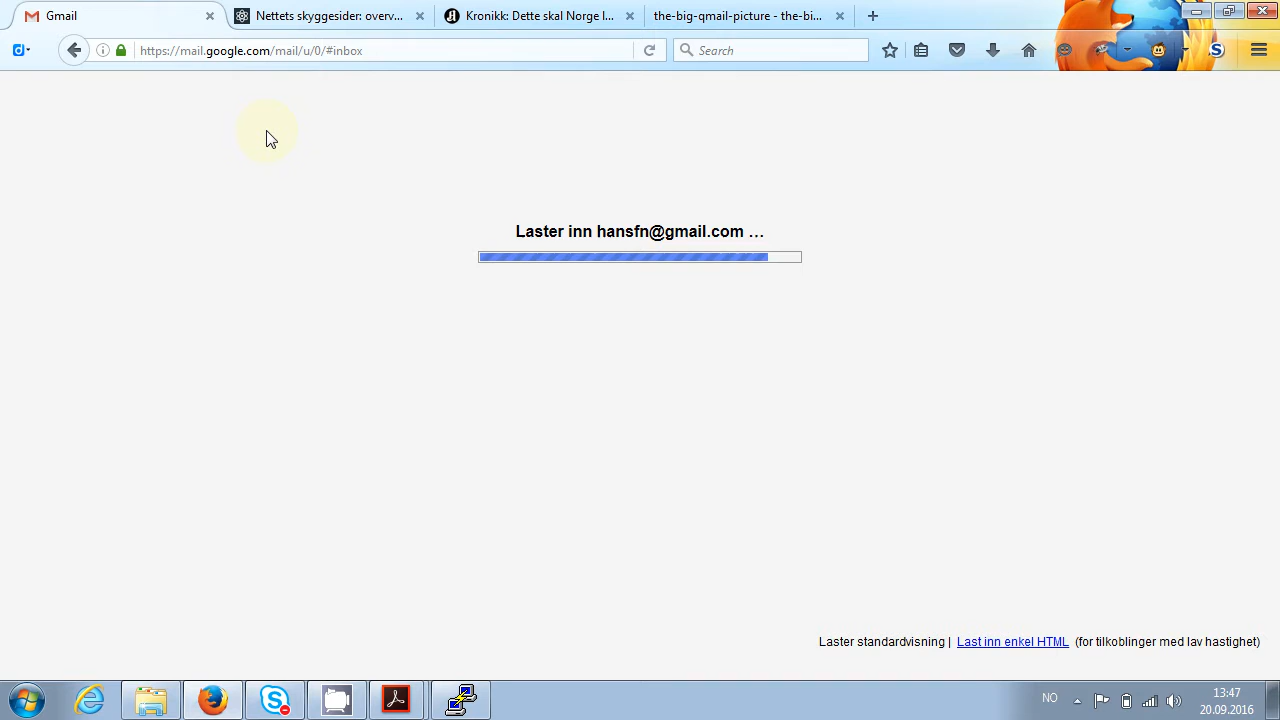 Gmail
Nettets skyggesider: overv...
Kronikk: Dette skal Norge l...
the-big-qmail-picture - the-bi...
https://mail.google.com/mail/u/0/#inbox
Search
Laster inn hansfn@gmail.com ...
Laster standardvisning | Last inn enkel HTML (for tilkoblinger med lav hastighet)
NO
13:47
20.09.2016